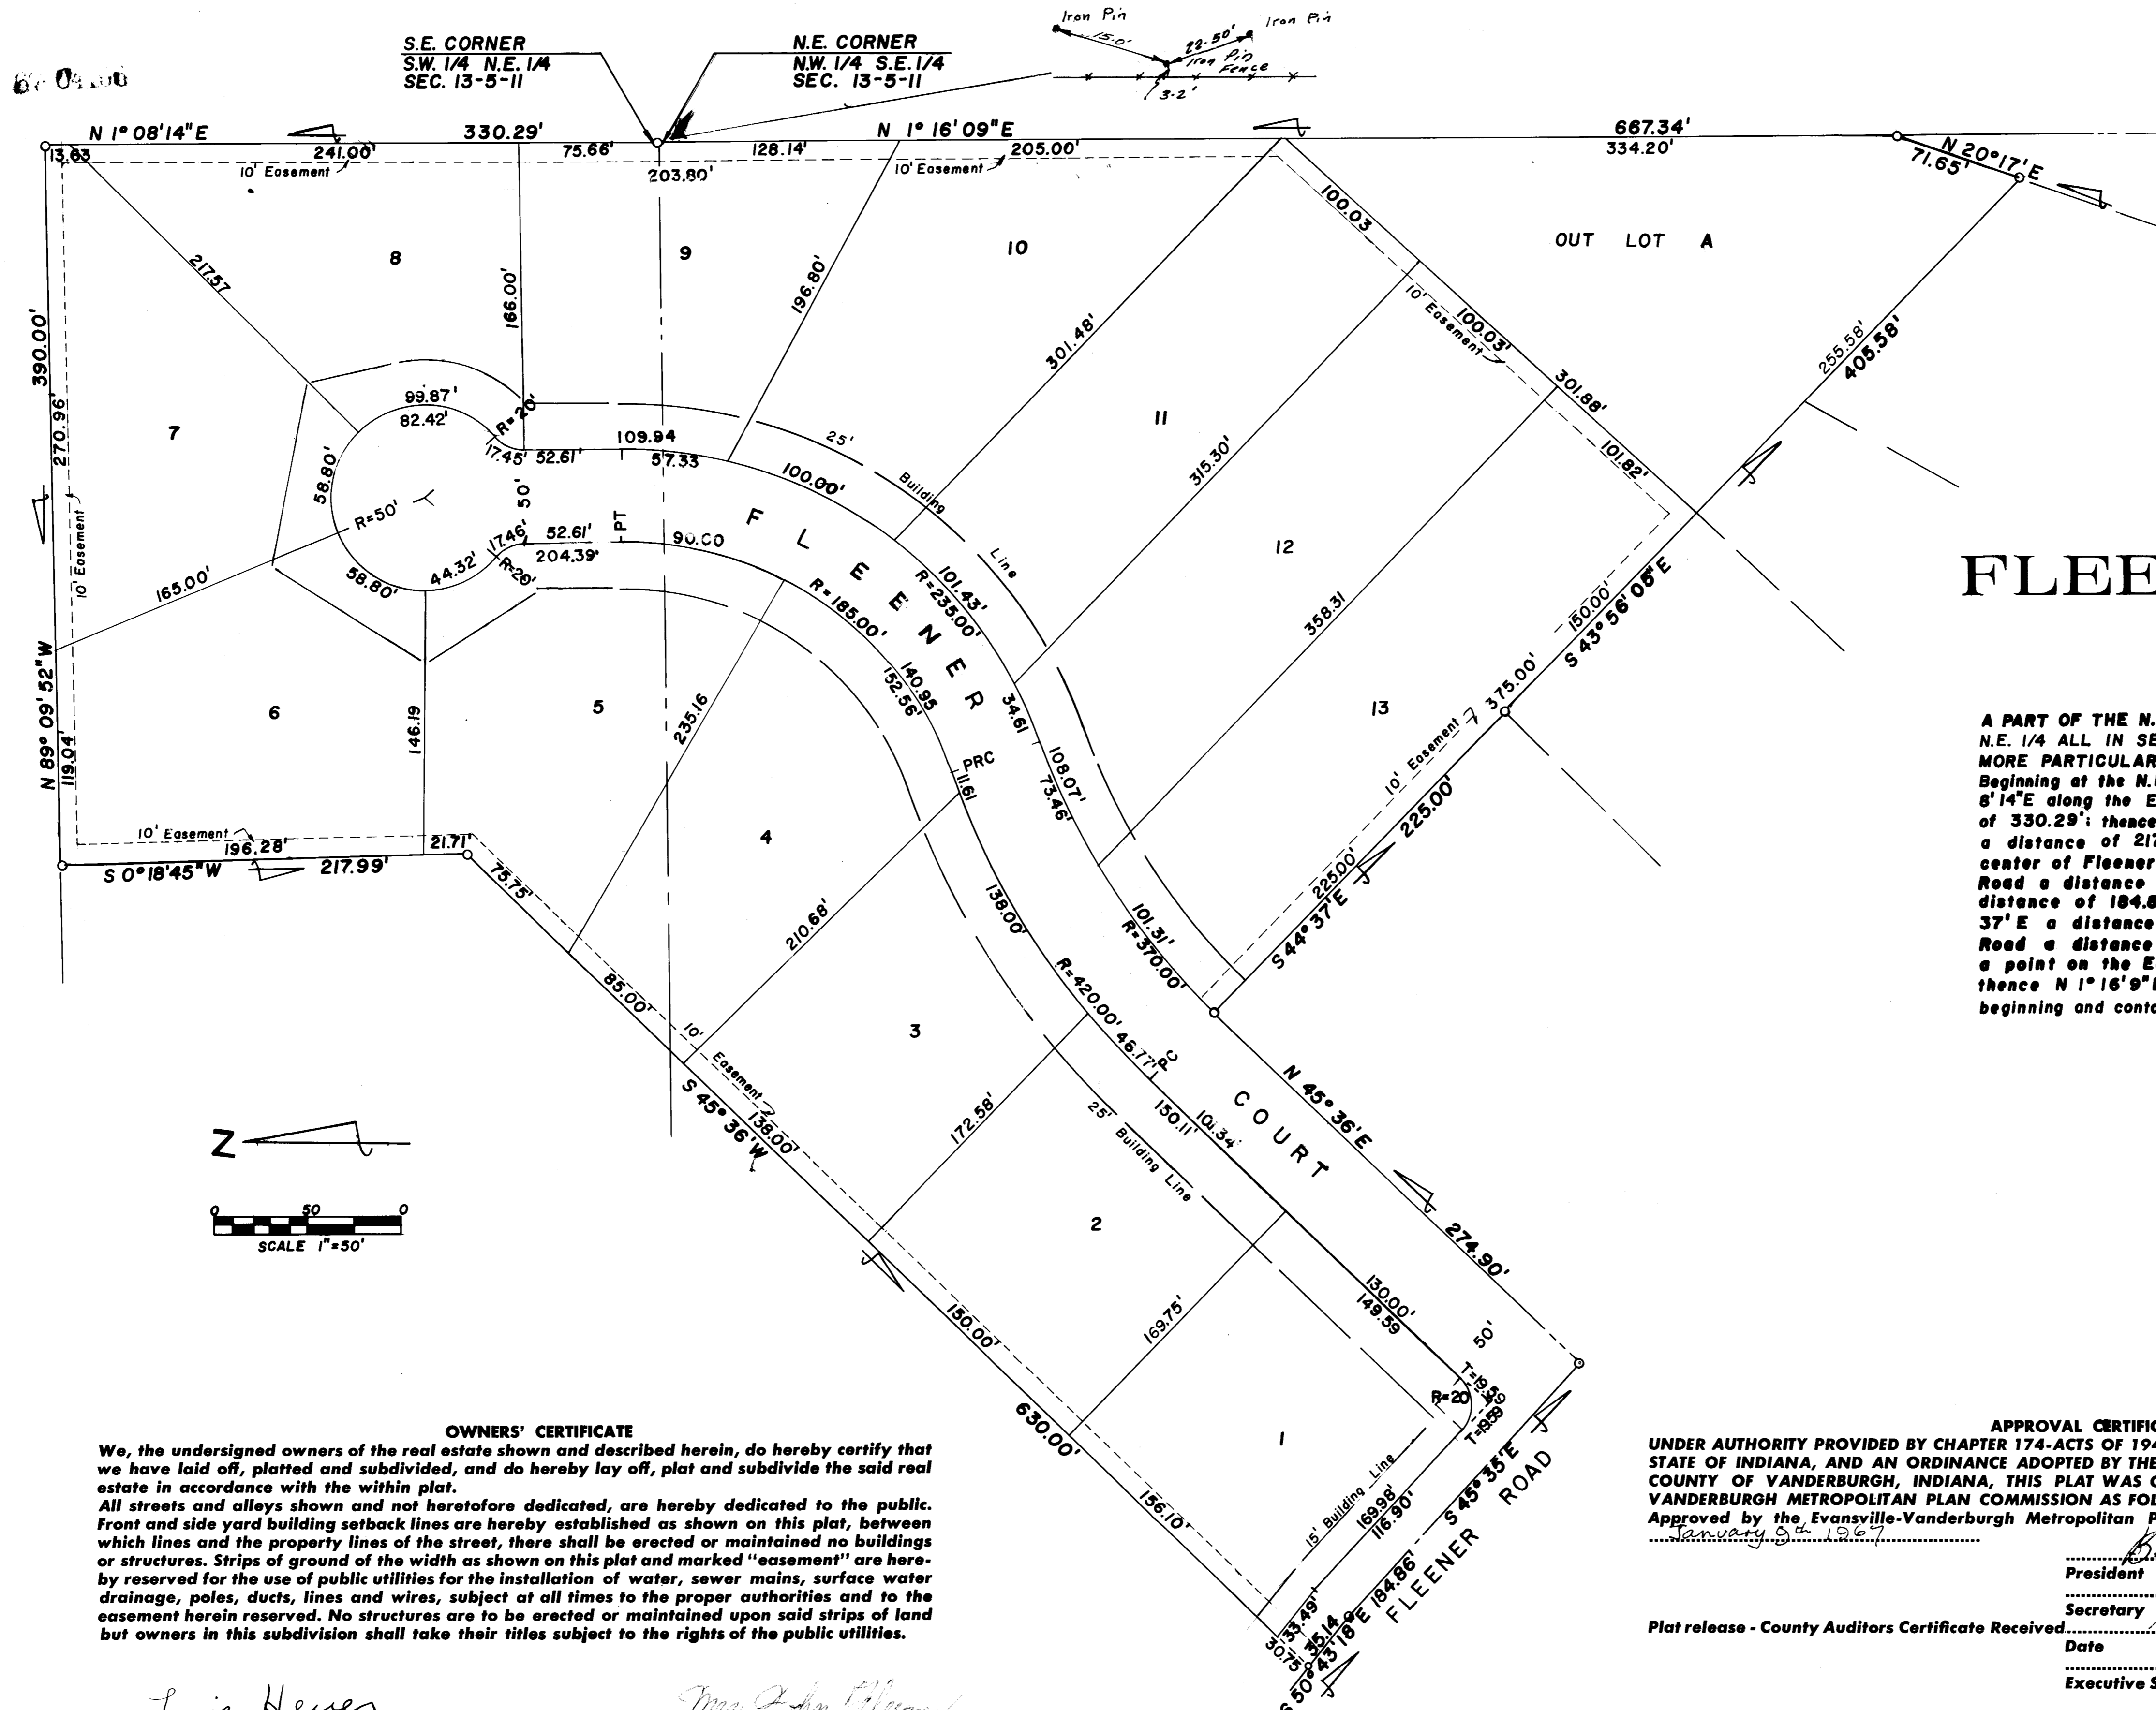 Iron Pin
Iron Pin
15.0'
22.50'
Iron Pin
Fence
3.2'
S.E. CORNER
S.W. 1/4 N.E. 1/4
SEC. 13-5-11
N.E. CORNER
N.W. 1/4 S.E. 1/4
SEC. 13-5-11
N 1° 08' 14" E
330.29'
N 1° 16' 09" E
667.34'
N 20° 17' E
71.65'
13.63
241.00'
75.66'
128.14'
205.00'
334.20'
10' Easement
203.80'
10' Easement
100.03
OUT LOT A
8
9
10
217.57
166.00'
196.80'
301.48'
10' Easement
100.03'
301.88'
255.58'
405.58'
390.00'
270.96'
7
99.87'
82.42'
R=20'
17.45'
52.61'
109.94
57.33
100.00'
25'
Building
Line
11
315.30'
101.82'
58.80'
R=50'
50'
PT
10' Easement
165.00'
58.80'
44.32'
17.46'
R=20'
52.61'
204.39'
90.00
FLEENER
R=185.00'
101.43'
R=235.00'
12
358.31
150.00'
S 43° 56' 05" E
FLEE
N 89° 09' 52" W
119.04'
6
146.19
5
235.16
140.95
152.56'
34.61
108.07'
73.46'
13
375.00'
10' Easement
225.00'
225.00'
S 44° 37' E
PRC
11.61
A PART OF THE N.
N.E. 1/4 ALL IN SE
MORE PARTICULAR
Beginning at the N.
8'14"E along the E
of 330.29'; thence
a distance of 217
center of Fleener
Road a distance
distance of 184.8
37' E a distance
Road a distance
a point on the E
thence N 1° 16' 9"
beginning and conta
10' Easement
196.28'
21.71'
S 0° 18' 45" W
217.99'
75.75'
4
210.68'
138.00'
101.31'
R=370.00'
85.00'
10'
Easement
3
R=420.00'
46.77'
PC
S 45° 36' W
138.00'
172.58'
25'
Building Line
150.11'
101.34'
COURT
N 45° 36' E
274.90'
Z
0 50 0
SCALE 1"=50'
2
150.00'
169.75'
130.00'
149.59
50'
630.00'
1
R=20
T=19.59
T=19.59
156.10'
15' Building Line
169.98'
116.90'
S 45° 35' E
184.86'
FLEENER ROAD
33.49'
35.14
30.75
S 50° 43' 18" E
OWNERS' CERTIFICATE
We, the undersigned owners of the real estate shown and described herein, do hereby certify that
we have laid off, platted and subdivided, and do hereby lay off, plat and subdivide the said real
estate in accordance with the within plat.
All streets and alleys shown and not heretofore dedicated, are hereby dedicated to the public.
Front and side yard building setback lines are hereby established as shown on this plat, between
which lines and the property lines of the street, there shall be erected or maintained no buildings
or structures. Strips of ground of the width as shown on this plat and marked "easement" are here-
by reserved for the use of public utilities for the installation of water, sewer mains, surface water
drainage, poles, ducts, lines and wires, subject at all times to the proper authorities and to the
easement herein reserved. No structures are to be erected or maintained upon said strips of land
but owners in this subdivision shall take their titles subject to the rights of the public utilities.
APPROVAL CERTIFIC
UNDER AUTHORITY PROVIDED BY CHAPTER 174-ACTS OF 194
STATE OF INDIANA, AND AN ORDINANCE ADOPTED BY THE
COUNTY OF VANDERBURGH, INDIANA, THIS PLAT WAS G
VANDERBURGH METROPOLITAN PLAN COMMISSION AS FOL
Approved by the Evansville-Vanderburgh Metropolitan P
January 9th 1967
President
Secretary
Plat release - County Auditors Certificate Received
Date
Executive S